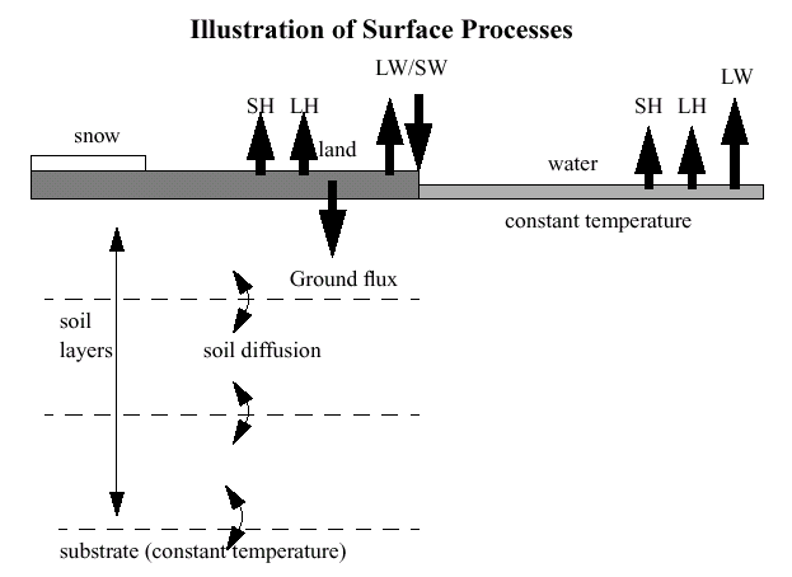 Illustration of Surface Processes
LW/SW
LW
SH LH
SH LH
snow
land
water
constant temperature
Ground flux
soil
layers
soil diffusion
substrate (constant temperature)